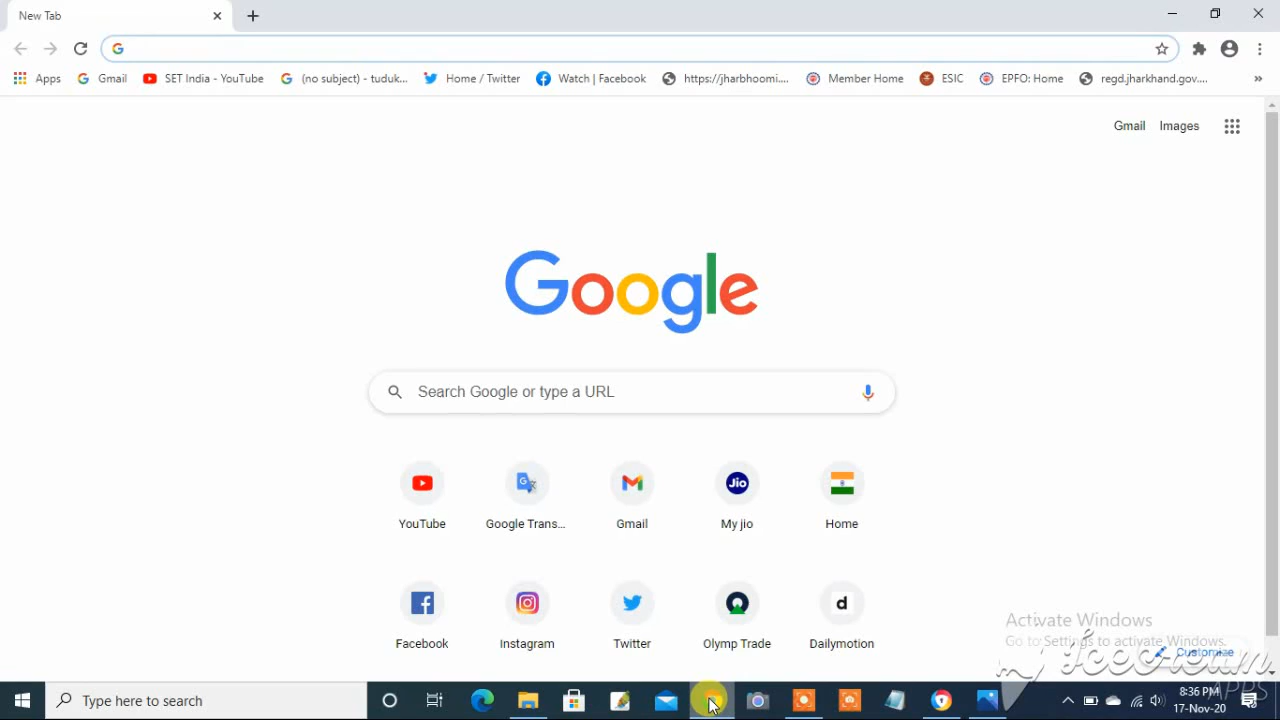 New Tab
Apps Gmail SET India - YouTube (no subject) - tuduk... Home / Twitter Watch | Facebook https://jharbhoomi.... Member Home ESIC EPFO: Home regd.jharkhand.gov....
Gmail Images
Google
Search Google or type a URL
YouTube Google Trans... Gmail My jio Home
Jio
Facebook Instagram Twitter Olymp Trade Dailymotion
Activate Windows
Go to Settings to activate Windows.
Customize
APPS
Type here to search
8:36 PM
17-Nov-20